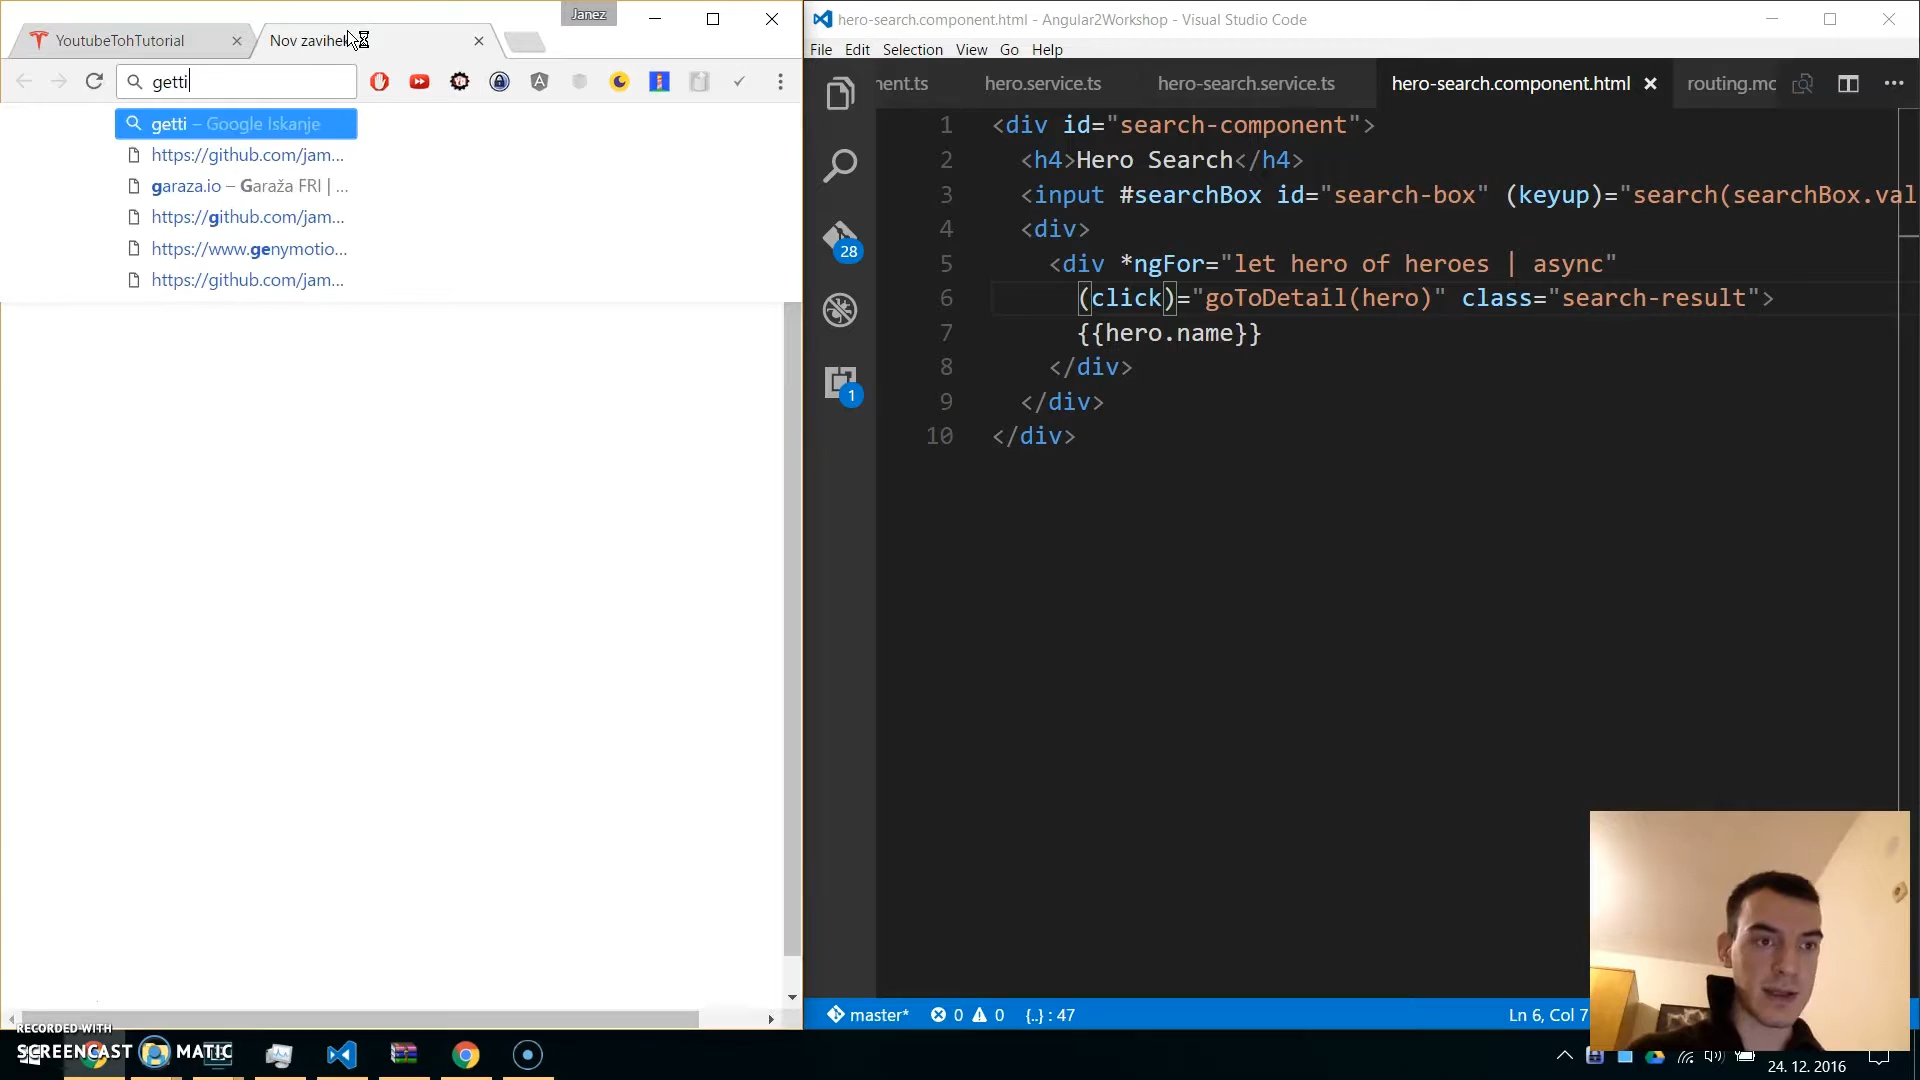 Janez
YoutubeTohTutorial
Nov zavihek
getti
getti – Google Iskanje
https://github.com/jam...
garaza.io – Garaža FRI | ...
https://github.com/jam...
https://www.genymotio...
https://github.com/jam...
hero-search.component.html - Angular2Workshop - Visual Studio Code
File Edit Selection View Go Help
nent.ts hero.service.ts hero-search.service.ts hero-search.component.html routing.mc
28
1
1 <div id="search-component">
2 <h4>Hero Search</h4>
3 <input #searchBox id="search-box" (keyup)="search(searchBox.val
4 <div>
5 <div *ngFor="let hero of heroes | async"
6 (click)="goToDetail(hero)" class="search-result">
7 {{hero.name}}
8 </div>
9 </div>
10 </div>
master* 0 0 {..} : 47 Ln 6, Col 7
RECORDED WITH
SCREENCAST MATIC
24. 12. 2016